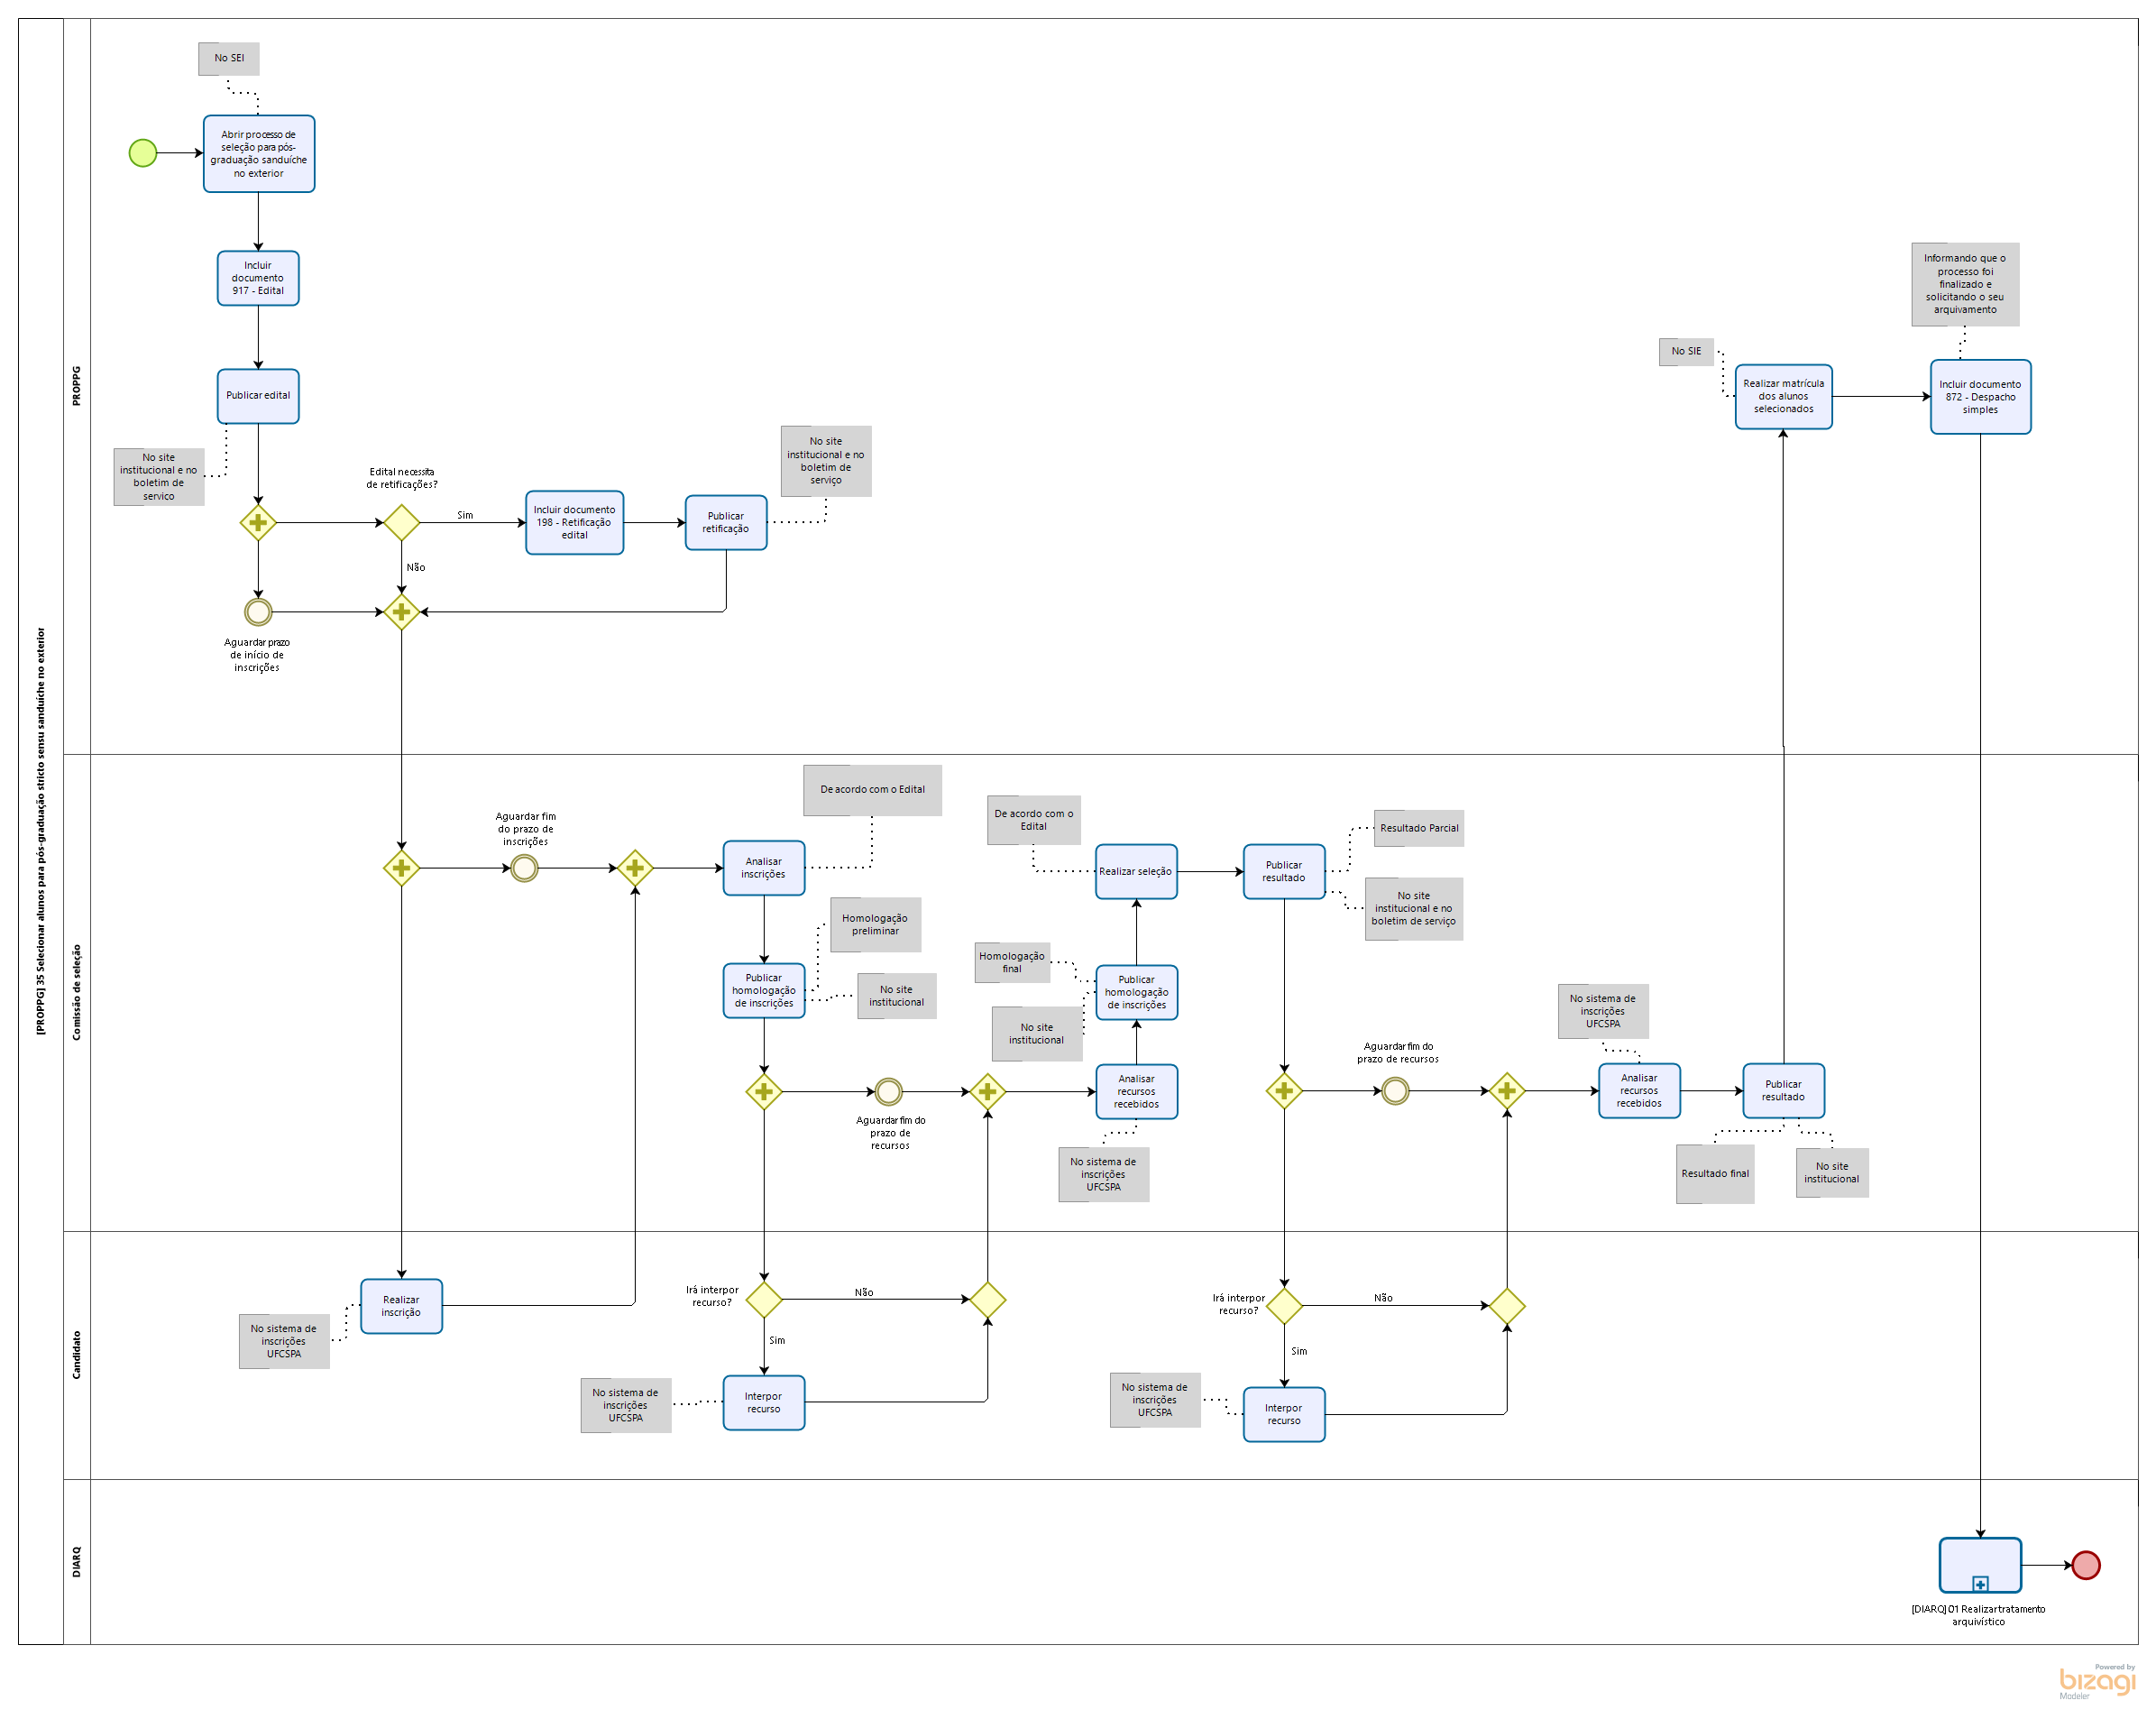 [PROPPG] 35 Selecionar alunos para pós-graduação stricto sensu sanduíche no exterior
PROPPG
No SEI
Abrir processo de
seleção para pós-
graduação sanduíche
no exterior
Incluir
documento
917 - Edital
Publicar edital
No site
institucional e no
boletim de
servico
Edital necessita
de retificações?
Sim
Não
Incluir documento
198 - Retificação
edital
Publicar
retificação
No site
institucional e no
boletim de
serviço
Aguardar prazo
de início de
inscrições
No SIE
Realizar matrícula
dos alunos
selecionados
Informando que o
processo foi
finalizado e
solicitando o seu
arquivamento
Incluir documento
872 - Despacho
simples
Comissão de seleção
Aguardar fim
do prazo de
inscrições
De acordo com o Edital
Analisar
inscrições
Homologação
preliminar
Publicar
homologação
de inscrições
No site
institucional
Aguardar fim do
prazo de
recursos
De acordo com o
Edital
Realizar seleção
Homologação
final
Publicar
homologação
de inscrições
No site
institucional
Analisar
recursos
recebidos
No sistema de
inscrições
UFCSPA
Publicar
resultado
Resultado Parcial
No site
institucional e no
boletim de serviço
Aguardar fim do
prazo de recursos
No sistema de
inscrições
UFCSPA
Analisar
recursos
recebidos
Publicar
resultado
Resultado final
No site
institucional
Candidato
Realizar
inscrição
No sistema de
inscrições
UFCSPA
Irá interpor
recurso?
Não
Sim
Interpor
recurso
No sistema de
inscrições
UFCSPA
Irá interpor
recurso?
Não
Sim
Interpor
recurso
No sistema de
inscrições
UFCSPA
DIARQ
[DIARQ] 01 Realizar tratamento
arquivístico
Powered by
bizagi
Modeler